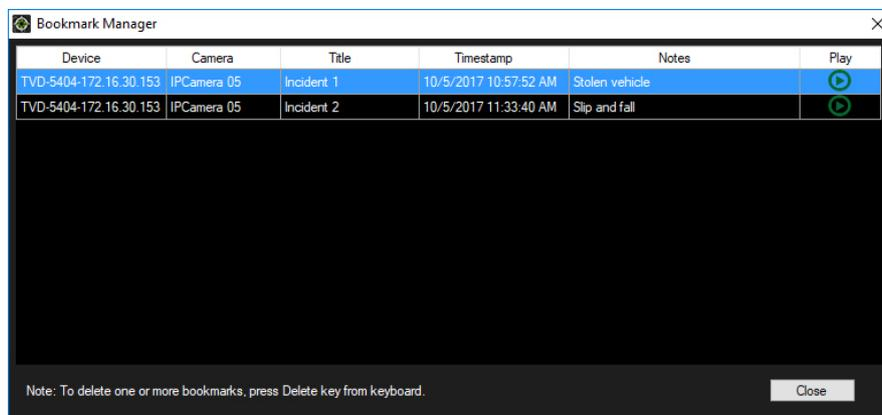 Bookmark Manager
Device Camera Title Timestamp Notes Play
TVD-5404-172.16.30.153 IPCamera 05 Incident 1 10/5/2017 10:57:52 AM Stolen vehicle
TVD-5404-172.16.30.153 IPCamera 05 Incident 2 10/5/2017 11:33:40 AM Slip and fall
Note: To delete one or more bookmarks, press Delete key from keyboard. Close